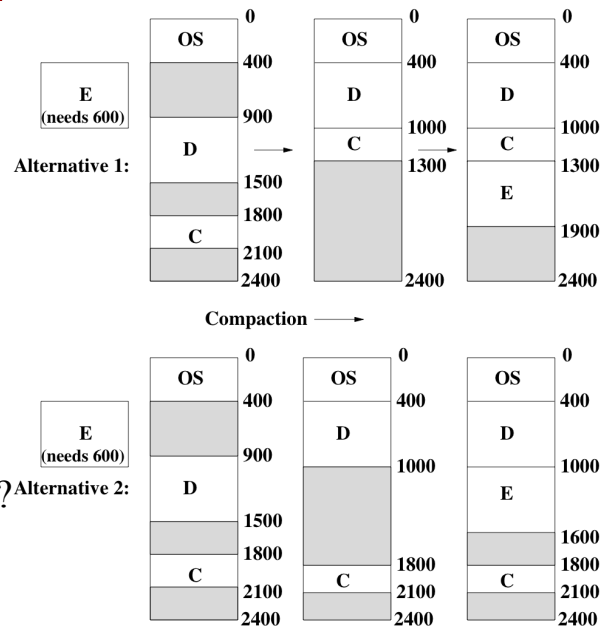 0 0 0
OS OS OS
400 400 400
E D D
(needs 600) 900
1000 1000
D C C
Alternative 1: 1300 1300
1500 E
1800
C 1900
2100
2400 2400 2400
Compaction
0 0 0
OS OS OS
400 400 400
E D D
(needs 600) 900
1000 1000
? Alternative 2: D E
1500
1600
1800 1800 1800
C C C
2100 2100 2100
2400 2400 2400